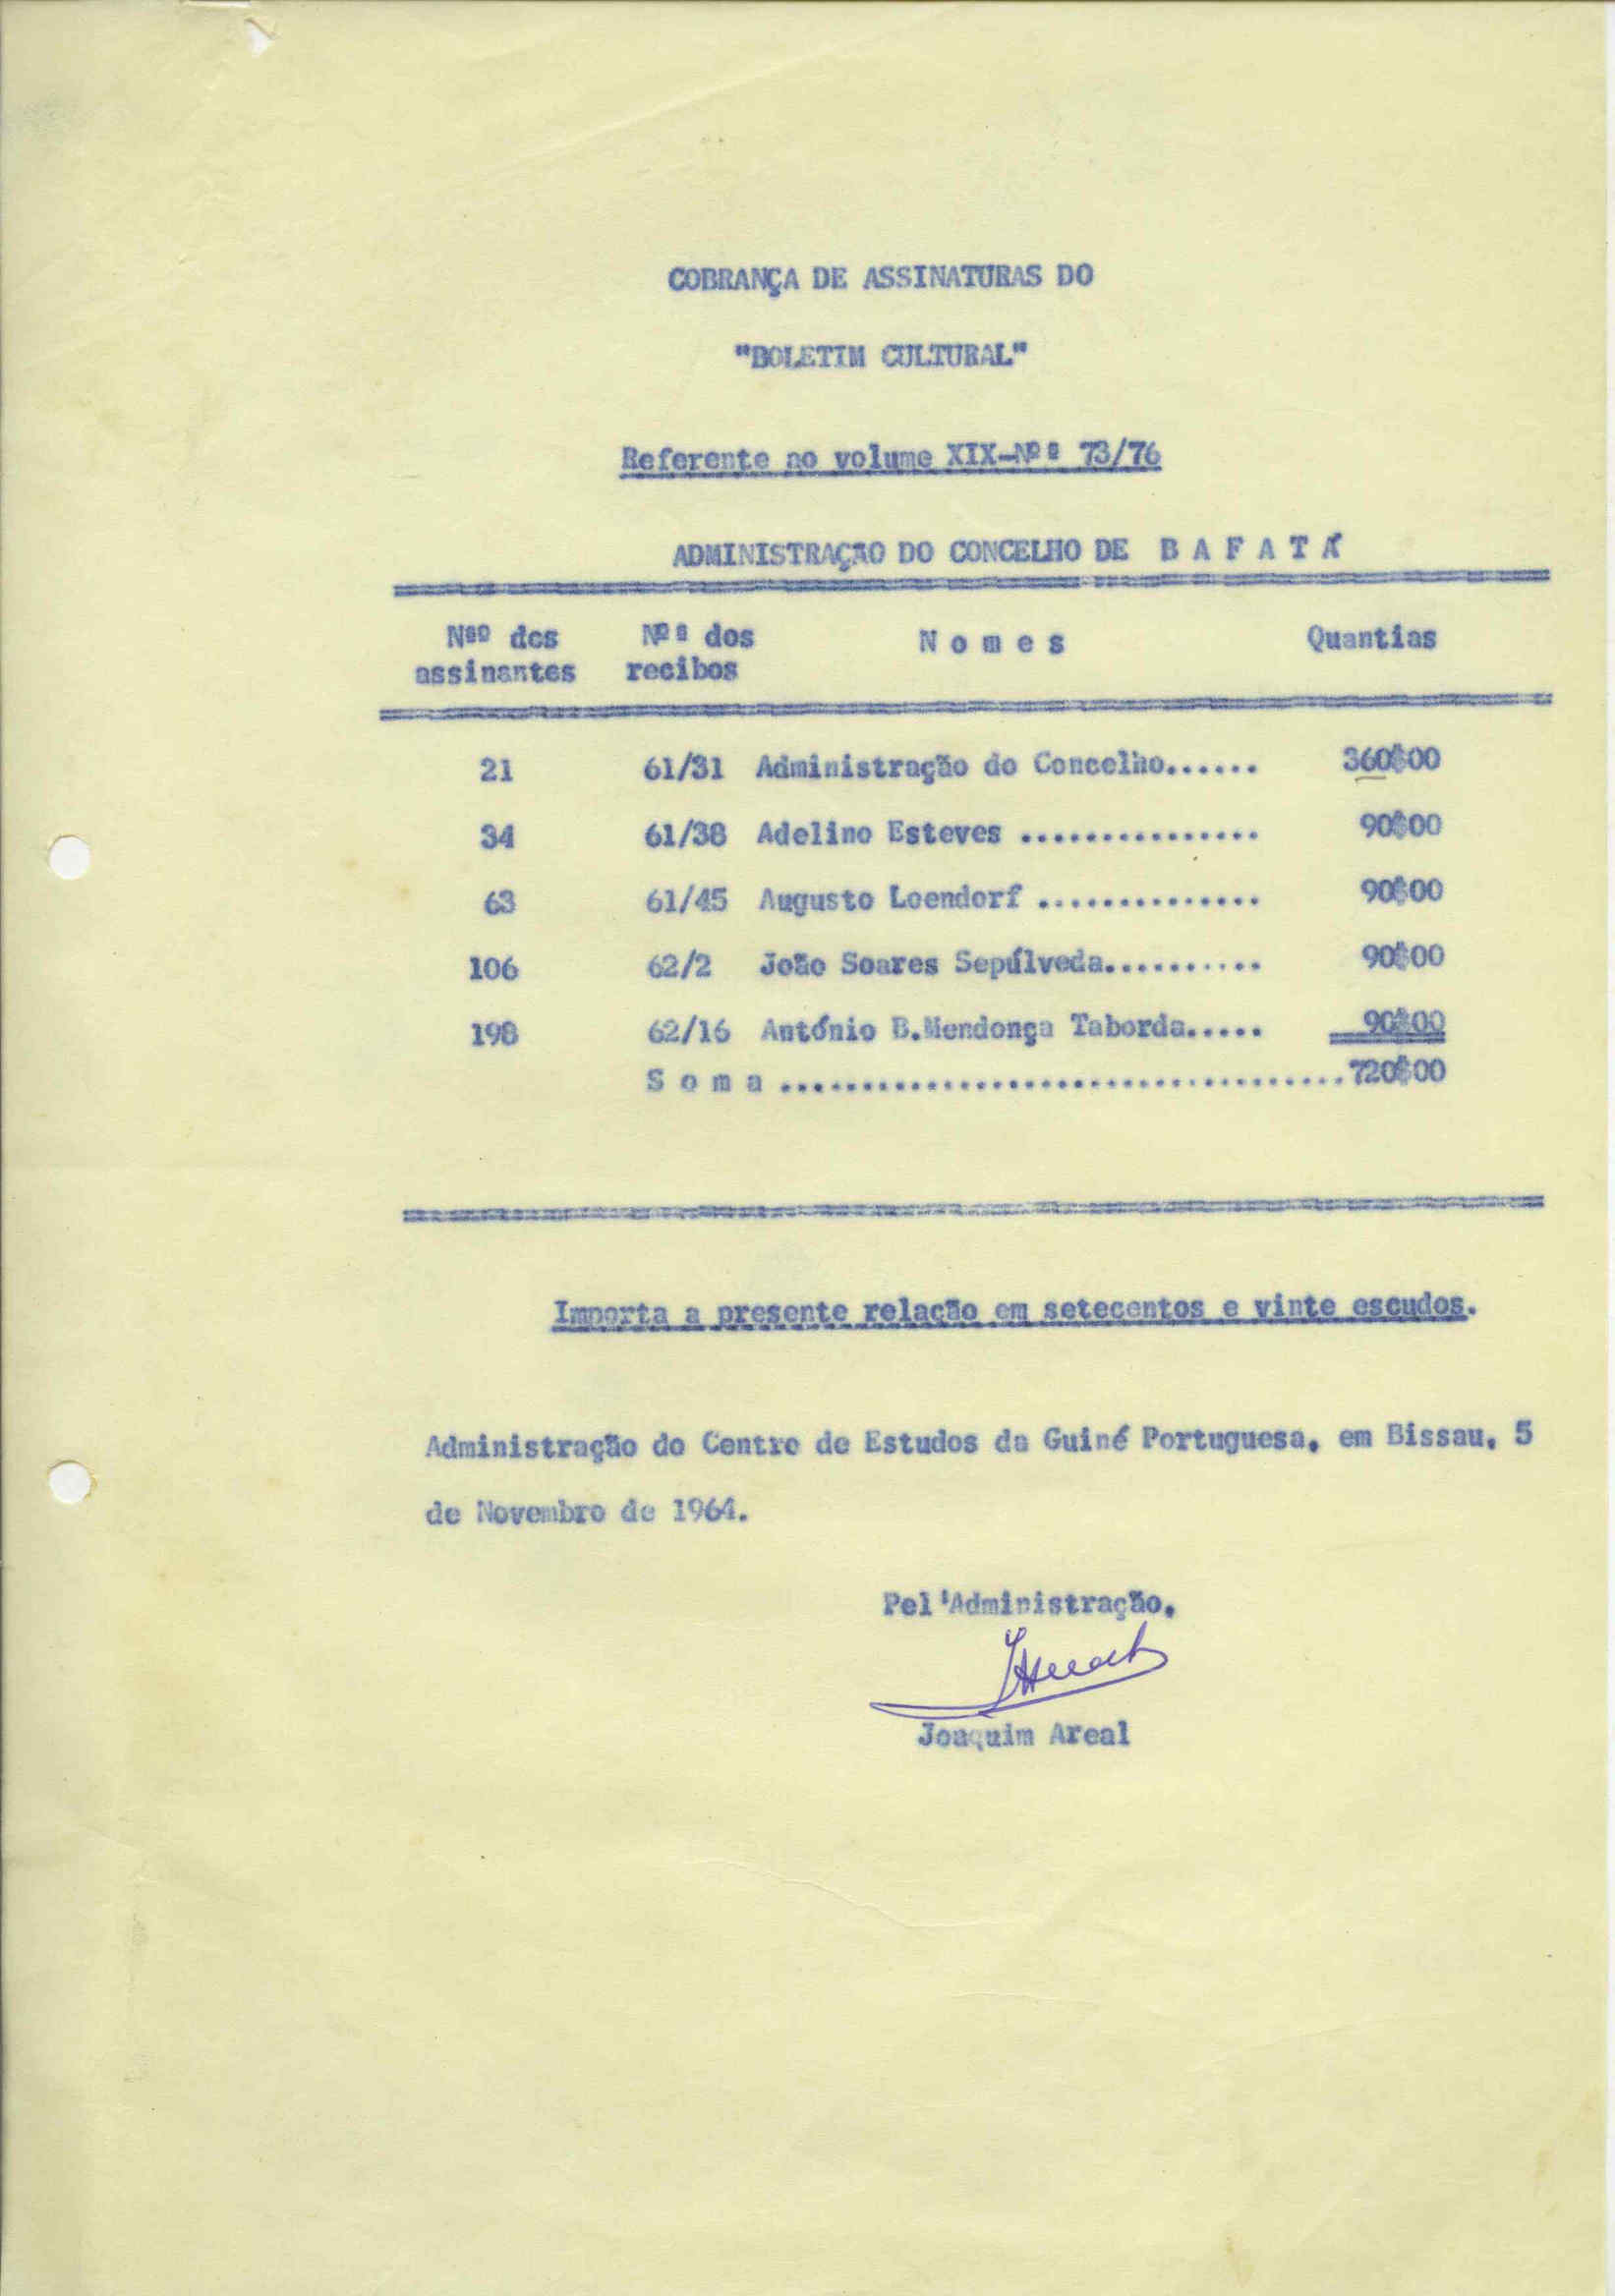 COBRANÇA DE ASSINATURAS DO
"BOLETIM CULTURAL"
Referente ao volume XIX-Nºs 73/76
ADMINISTRAÇÃO DO CONCELHO DE B A F A T Á
Nsº dos assinantes Nºs dos recibos N o m e s Quantias
21 61/31 Administração do Concelho...... 360$00
34 61/38 Adelino Esteves ............... 90$00
63 61/45 Augusto Loendorf .............. 90$00
106 62/2 João Soares Sepúlveda.......... 90$00
198 62/16 António B.Mendonça Taborda..... 90$00
S o m a ................................... 720$00
Importa a presente relação em setecentos e vinte escudos.
Administração do Centro de Estudos da Guiné Portuguesa, em Bissau, 5
de Novembro de 1964.
Pel'Administração,
Joaquim Areal